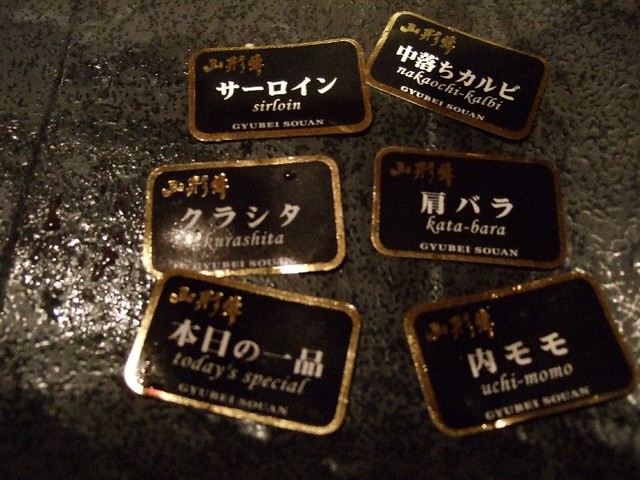 山形牛
サーロイン
sirloin
GYUBEI SOUAN
山形牛
中落ちカルビ
nakaochi-kalbi
GYUBEI SOUAN
山形牛
クラシタ
kurashita
GYUBEI SOUAN
山形牛
肩バラ
kata-bara
GYUBEI SOUAN
山形牛
本日の一品
today's special
GYUBEI SOUAN
山形牛
内モモ
uchi-momo
GYUBEI SOUAN